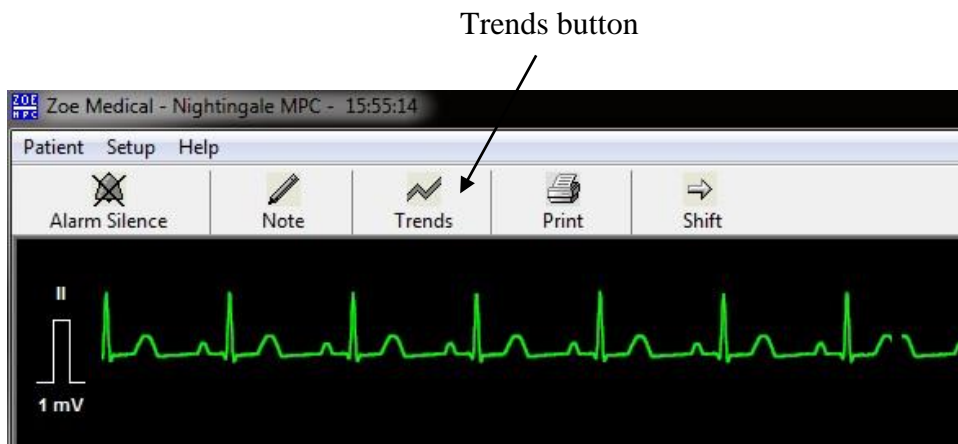 Trends button
ZOE
MPC
Zoe Medical - Nightingale MPC - 15:55:14
Patient Setup Help
Alarm Silence Note Trends Print Shift
II
1 mV